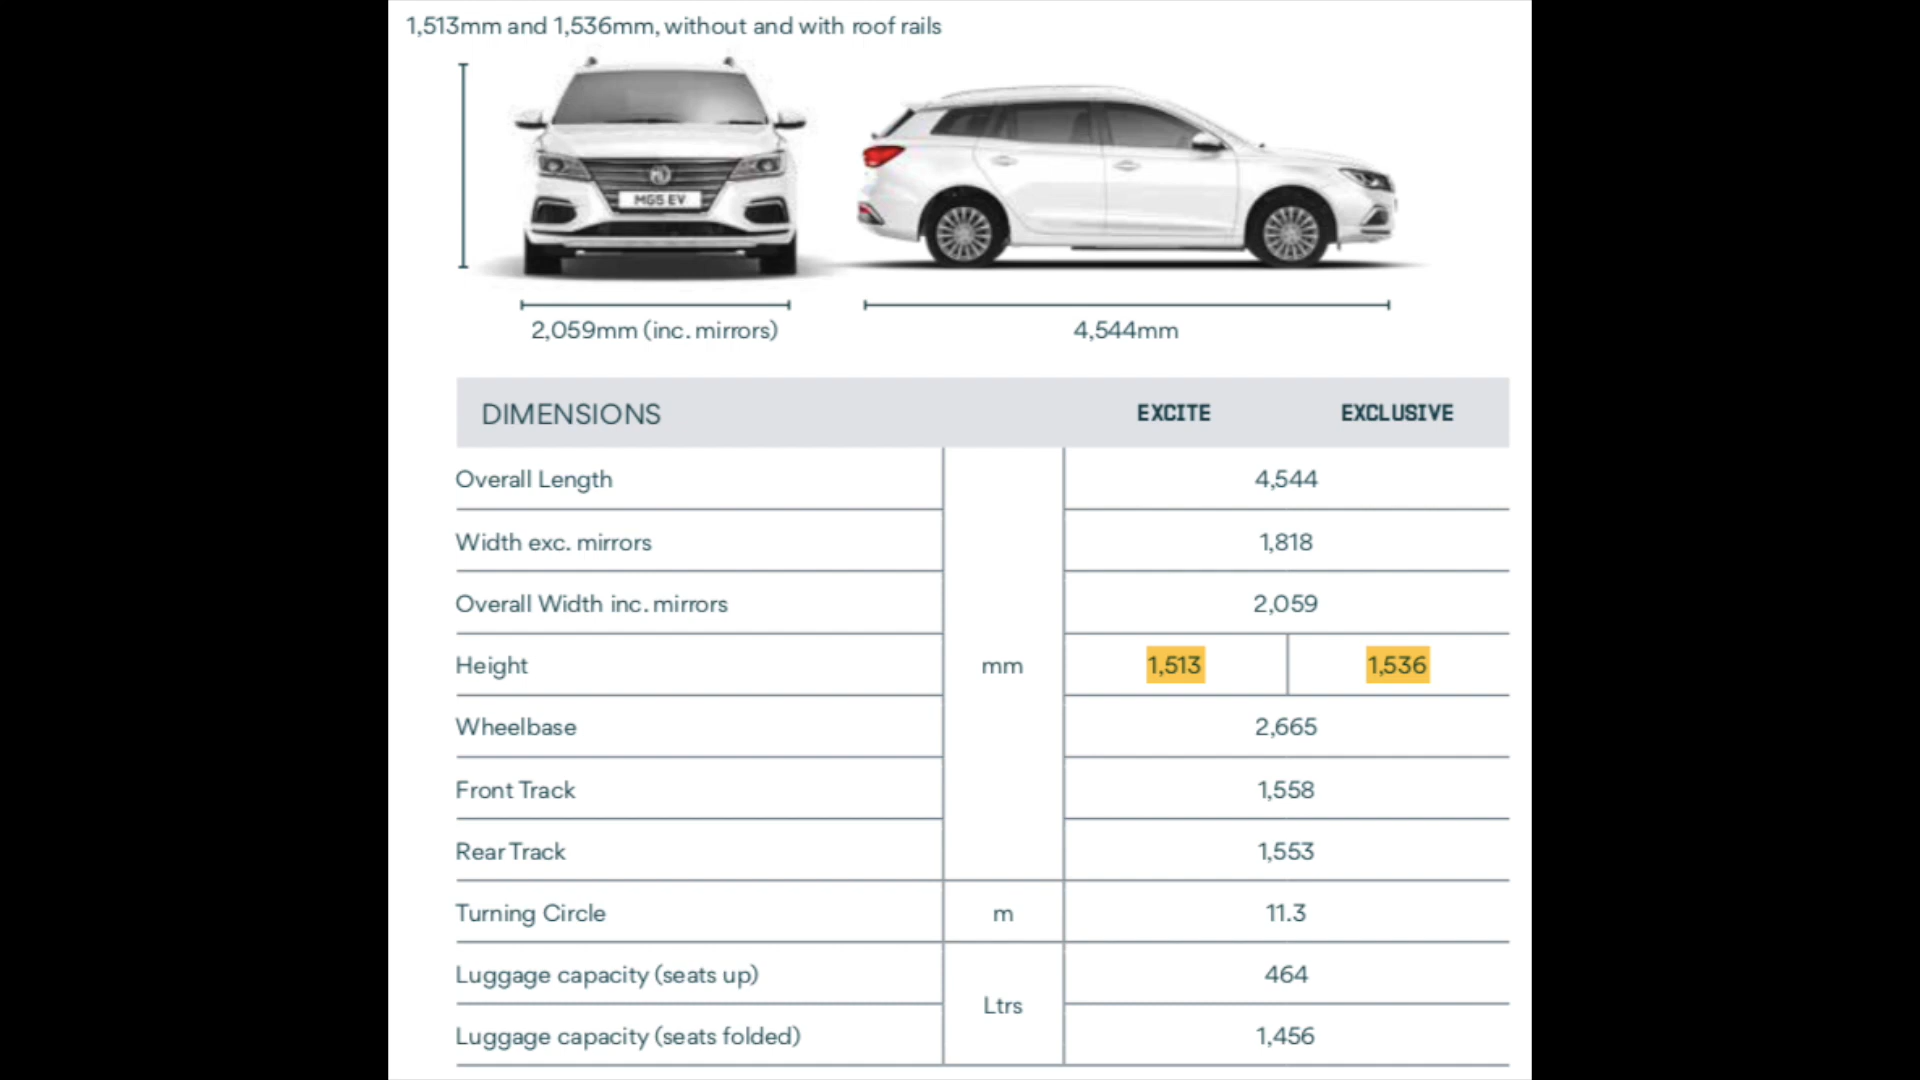 1,513mm and 1,536mm, without and with roof rails
MG5 EV
2,059mm (inc. mirrors)
4,544mm
DIMENSIONS EXCITE EXCLUSIVE
Overall Length 4,544
Width exc. mirrors 1,818
Overall Width inc. mirrors 2,059
Height mm 1,513 1,536
Wheelbase 2,665
Front Track 1,558
Rear Track 1,553
Turning Circle m 11.3
Luggage capacity (seats up) 464
Ltrs
Luggage capacity (seats folded) 1,456